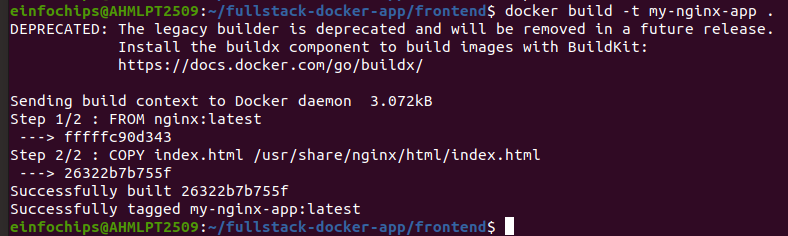 einfochips@AHMLPT2509:~/fullstack-docker-app/frontend$ docker build -t my-nginx-app .
DEPRECATED: The legacy builder is deprecated and will be removed in a future release.
            Install the buildx component to build images with BuildKit:
            https://docs.docker.com/go/buildx/

Sending build context to Docker daemon  3.072kB
Step 1/2 : FROM nginx:latest
 ---> fffffc90d343
Step 2/2 : COPY index.html /usr/share/nginx/html/index.html
 ---> 26322b7b755f
Successfully built 26322b7b755f
Successfully tagged my-nginx-app:latest
einfochips@AHMLPT2509:~/fullstack-docker-app/frontend$